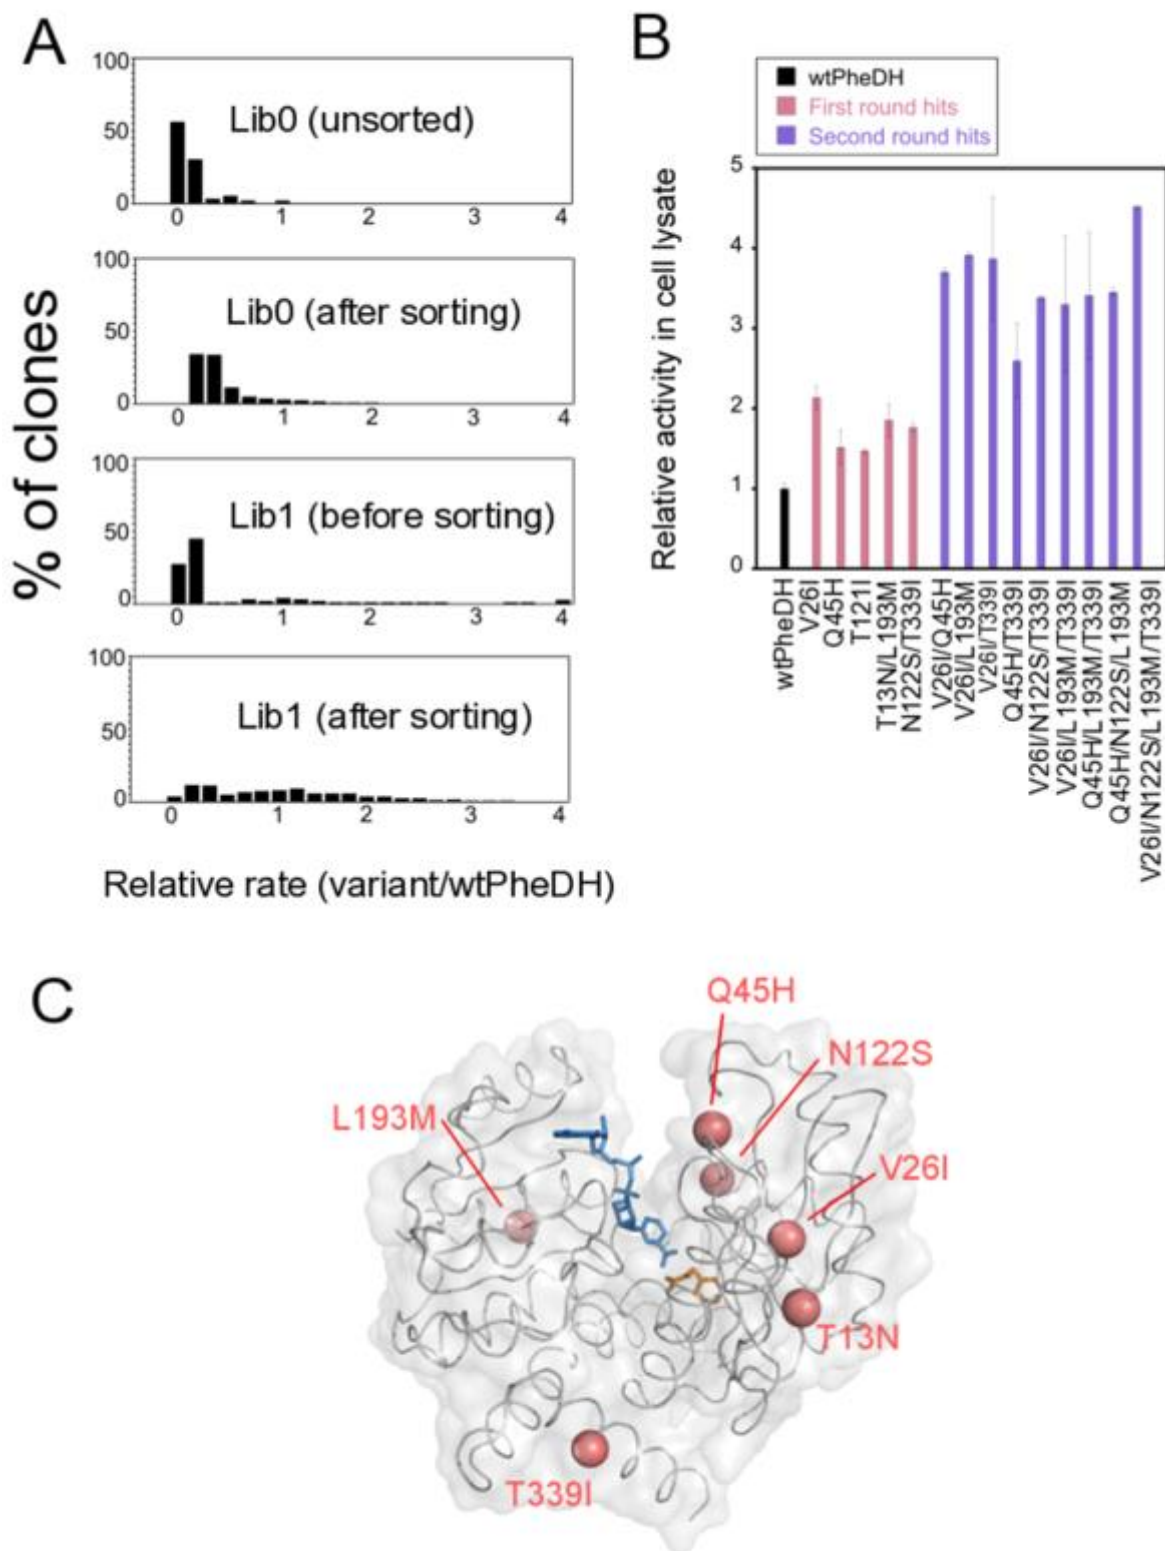 A
100
50
0
Lib0 (unsorted)
0 1 2 3 4
100
50
0
Lib0 (after sorting)
0 1 2 3 4
100
50
0
Lib1 (before sorting)
0 1 2 3 4
100
50
0
Lib1 (after sorting)
0 1 2 3 4
% of clones
Relative rate (variant/wtPheDH)
B
wtPheDH
First round hits
Second round hits
5
4
3
2
1
0
Relative activity in cell lysate
wtPheDH
V26I
Q45H
T121I
T13N/L193M
N122S/T339I
V26I/Q45H
V26I/L193M
V26I/T339I
Q45H/T339I
V26I/N122S/T339I
V26I/L193M/T339I
Q45H/L193M/T339I
Q45H/N122S/L193M
V26I/N122S/L193M/T339I
C
Q45H
N122S
L193M
V26I
T13N
T339I